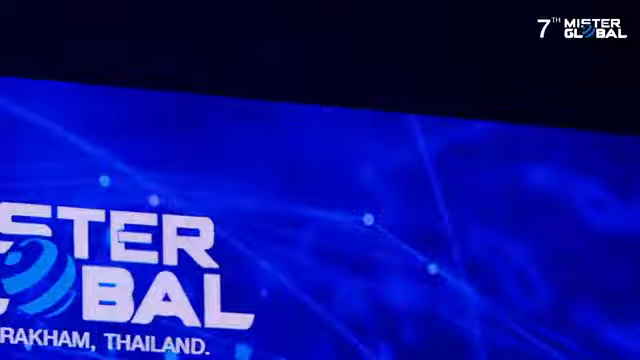 7TH MISTER
GLOBAL
STER
BAL
RAKHAM, THAILAND.